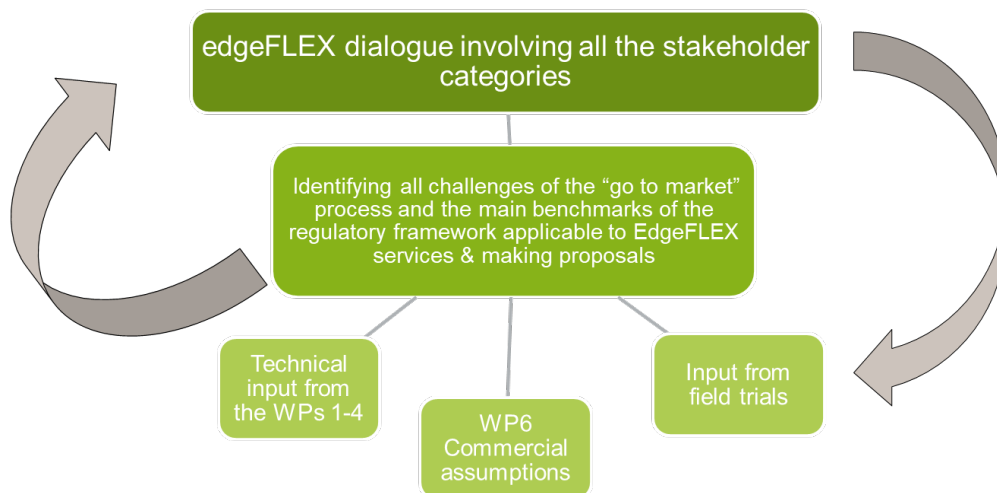 edgeFLEX dialogue involving all the stakeholder
categories
Identifying all challenges of the “go to market”
process and the main benchmarks of the
regulatory framework applicable to EdgeFLEX
services & making proposals
Technical
input from
the WPs 1-4
WP6
Commercial
assumptions
Input from
field trials